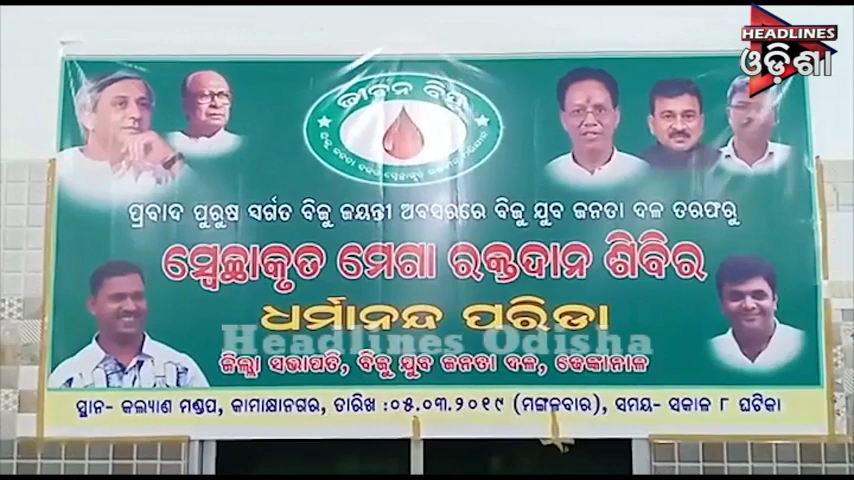 HEADLINES
ଓଡ଼ିଶା
ଜୀବନ ବିନ୍ଦୁ
ପ୍ରବାଦ ପୁରୁଷ ସର୍ଗତ ବିଜୁ ଜୟନ୍ତୀ ଅବସରରେ ବିଜୁ ଯୁବ ଜନତା ଦଳ ତରଫରୁ
ସ୍ୱେଚ୍ଛାକୃତ ମେଗା ରକ୍ତଦାନ ଶିବିର
ଧର୍ମାନନ୍ଦ ପରିଡା
Headlines Odisha
ଜିଲ୍ଲା ସଭାପତି, ବିଜୁ ଯୁବ ଜନତା ଦଳ, ଢେଙ୍କାନାଳ
ସ୍ଥାନ- କଲ୍ୟାଣ ମଣ୍ଡପ, କାମାକ୍ଷାନଗର, ତାରିଖ :୦୫.୦୩.୨୦୧୯ (ମଙ୍ଗଳବାର), ସମୟ- ସକାଳ ୮ ଘଟିକା